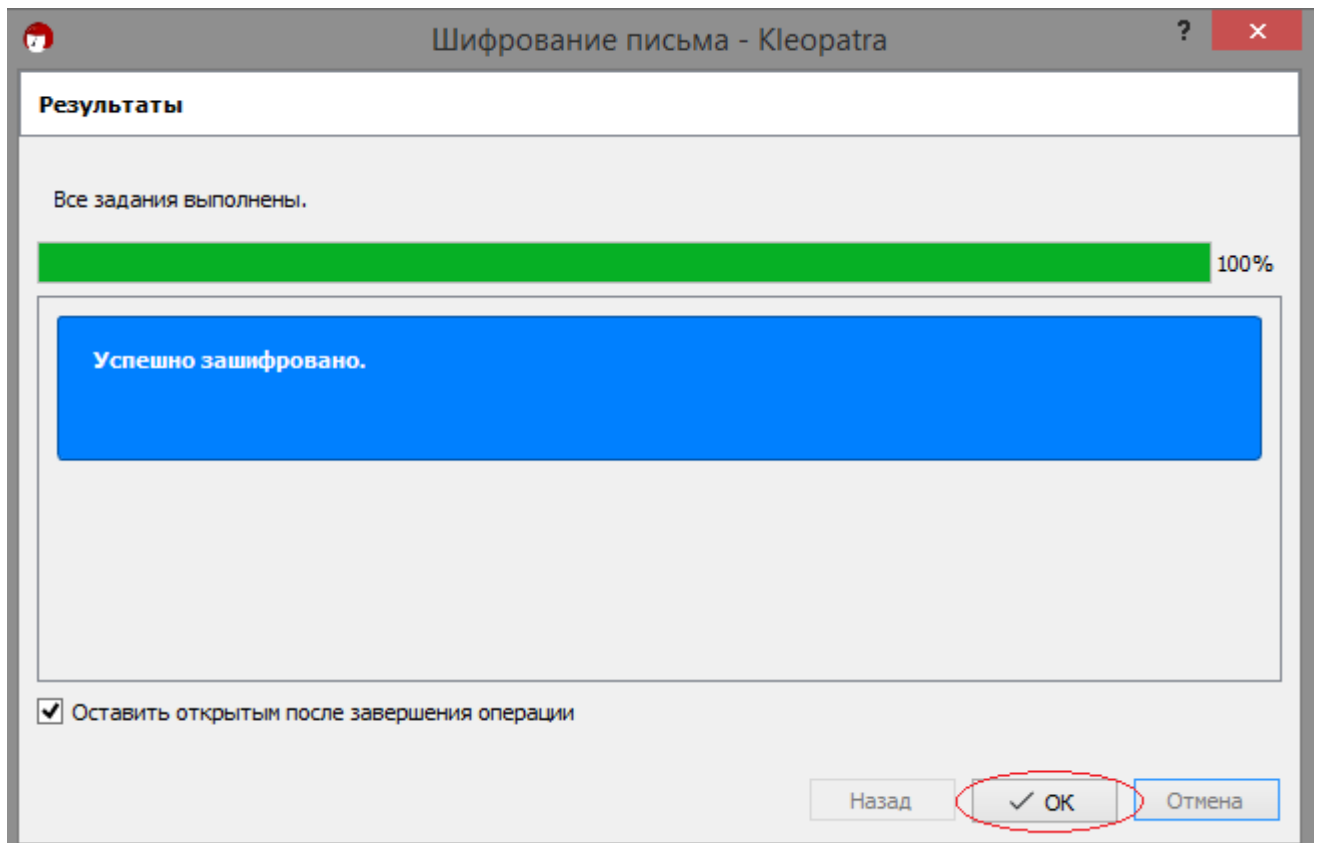 Шифрование письма - Kleopatra
?
Результаты
Все задания выполнены.
100%
Успешно зашифровано.
Оставить открытым после завершения операции
Назад
OK
Отмена